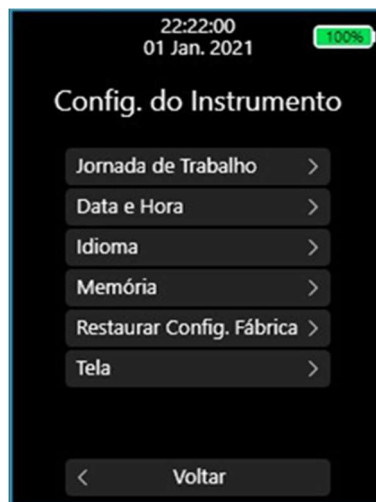 22:22:00
01 Jan. 2021
100%
Config. do Instrumento
Jornada de Trabalho
Data e Hora
Idioma
Memória
Restaurar Config. Fábrica
Tela
Voltar